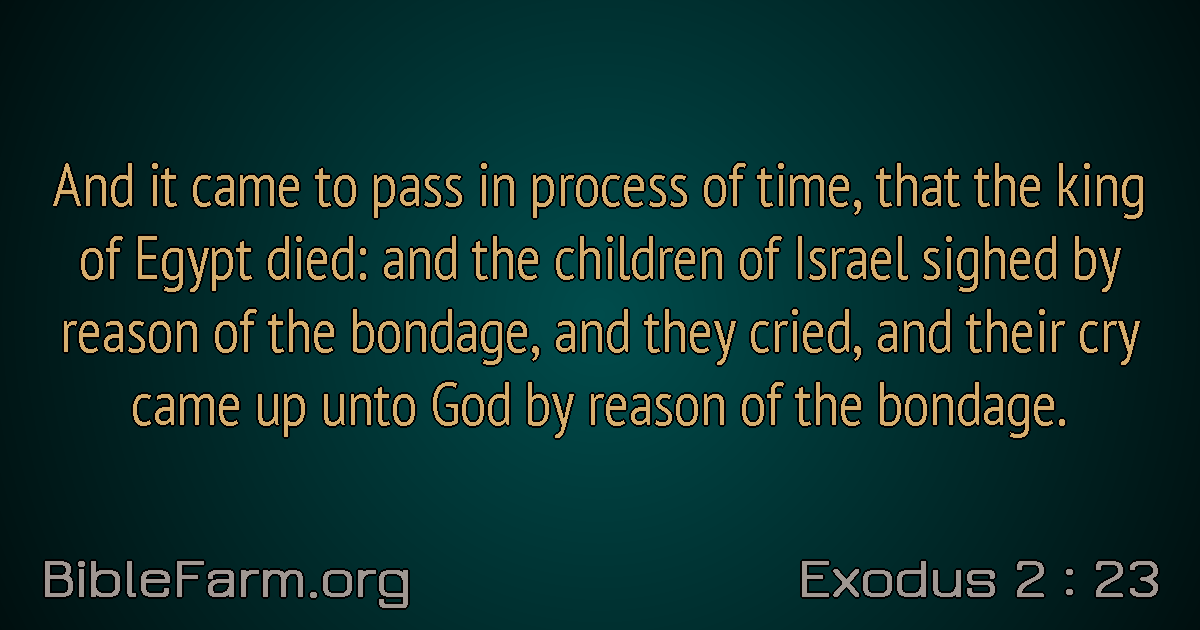 And it came to pass in process of time, that the king
of Egypt died: and the children of Israel sighed by
reason of the bondage, and they cried, and their cry
came up unto God by reason of the bondage.
BibleFarm.org
Exodus 2 : 23